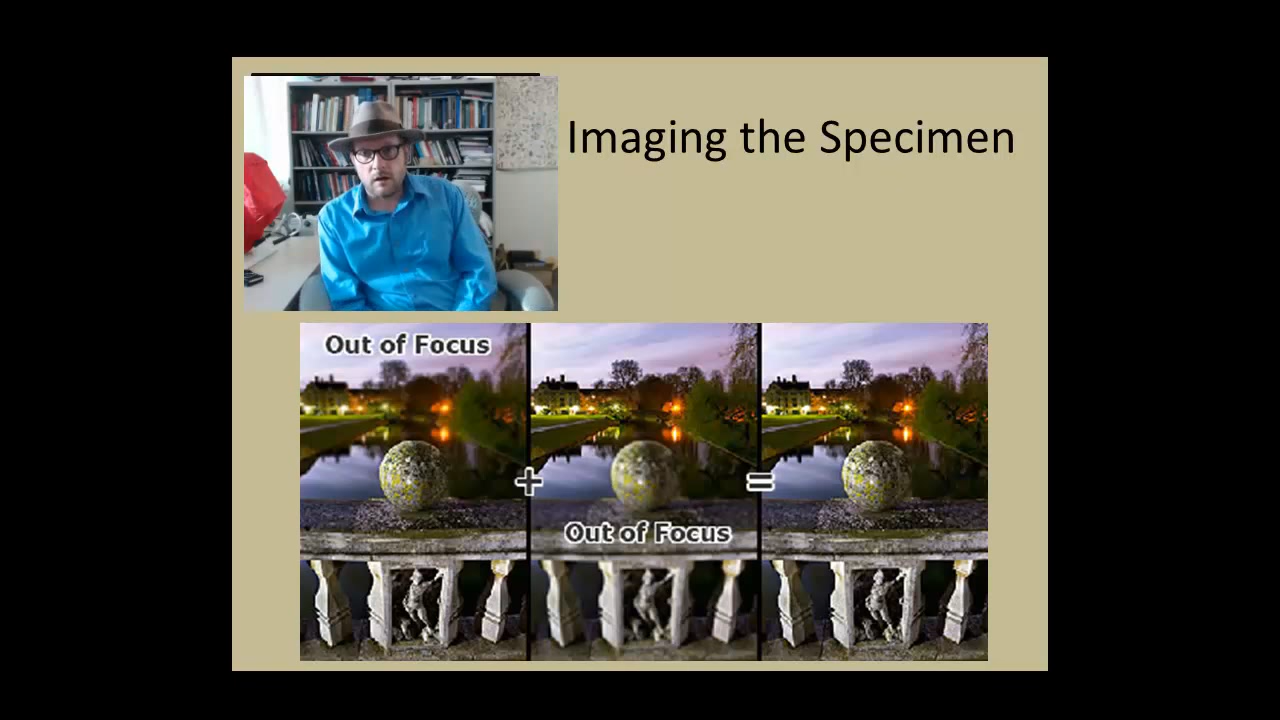 Imaging the Specimen
Out of Focus
+
=
Out of Focus